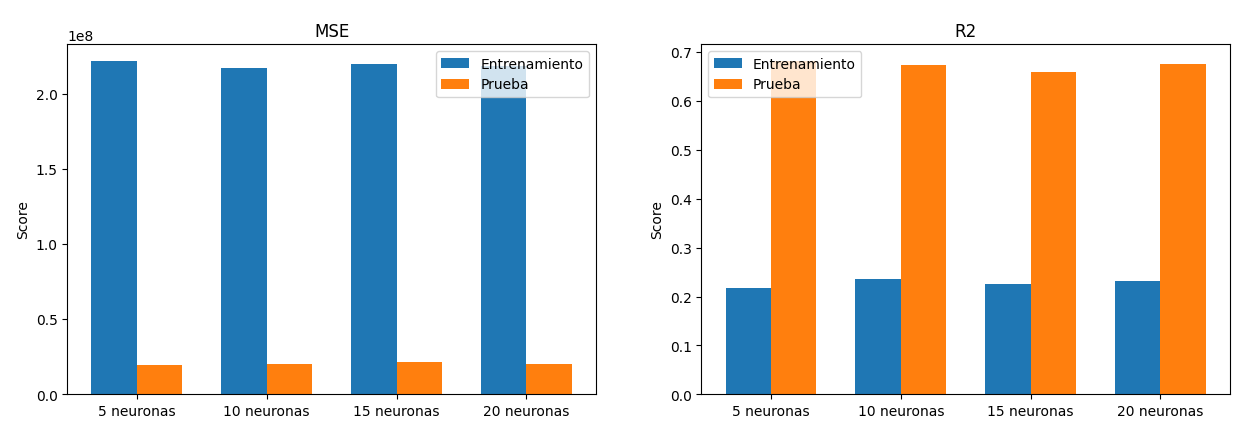 MSE
1e8
Entrenamiento
Prueba
2.0
1.5
1.0
0.5
0.0
Score
5 neuronas 10 neuronas 15 neuronas 20 neuronas
R2
Entrenamiento
Prueba
0.7
0.6
0.5
0.4
0.3
0.2
0.1
0.0
Score
5 neuronas 10 neuronas 15 neuronas 20 neuronas